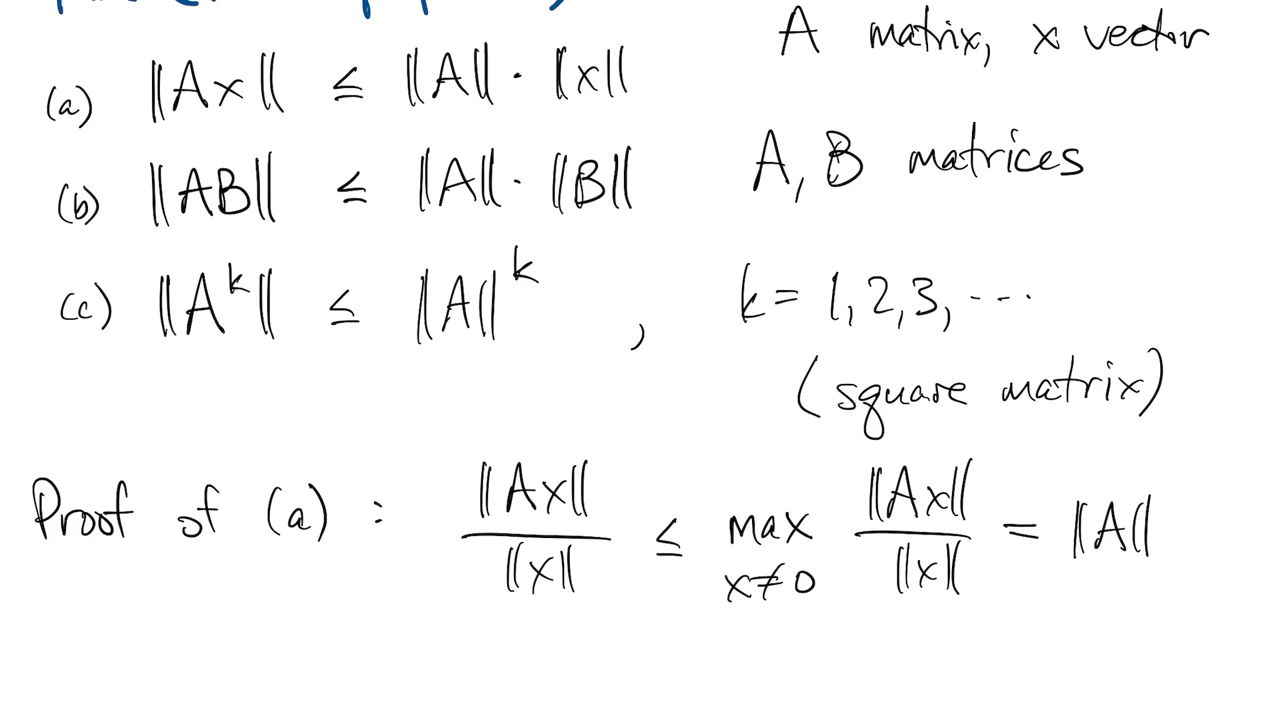 A matrix, x vector
(a) ||Ax|| ≤ ||A|| · ||x||
(b) ||AB|| ≤ ||A|| · ||B|| A, B matrices
(c) ||A^k|| ≤ ||A||^k , k = 1, 2, 3, ...
(square matrix)
Proof of (a) : ||Ax|| / ||x|| ≤ max_{x≠0} ||Ax|| / ||x|| = ||A||